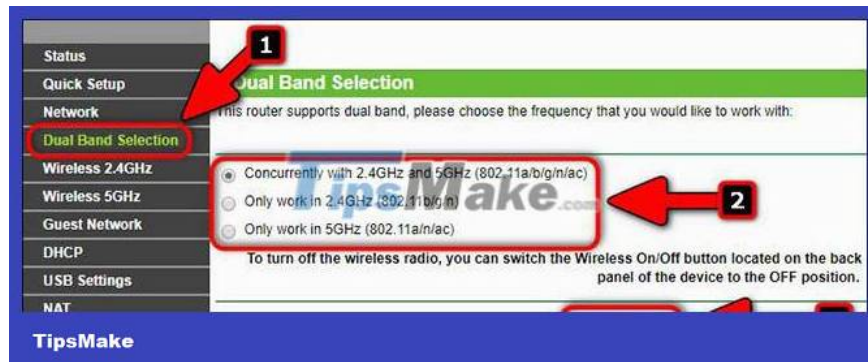 1
Status
Quick Setup
Network
Dual Band Selection
Wireless 2.4GHz
Wireless 5GHz
Guest Network
DHCP
USB Settings
NAT
Dual Band Selection
This router supports dual band, please choose the frequency that you would like to work with:
Concurrently with 2.4GHz and 5GHz (802.11a/b/g/n/ac)
Only work in 2.4GHz (802.11b/g/n)
Only work in 5GHz (802.11a/n/ac)
TipsMake.com
2
To turn off the wireless radio, you can switch the Wireless On/Off button located on the back
panel of the device to the OFF position.
TipsMake